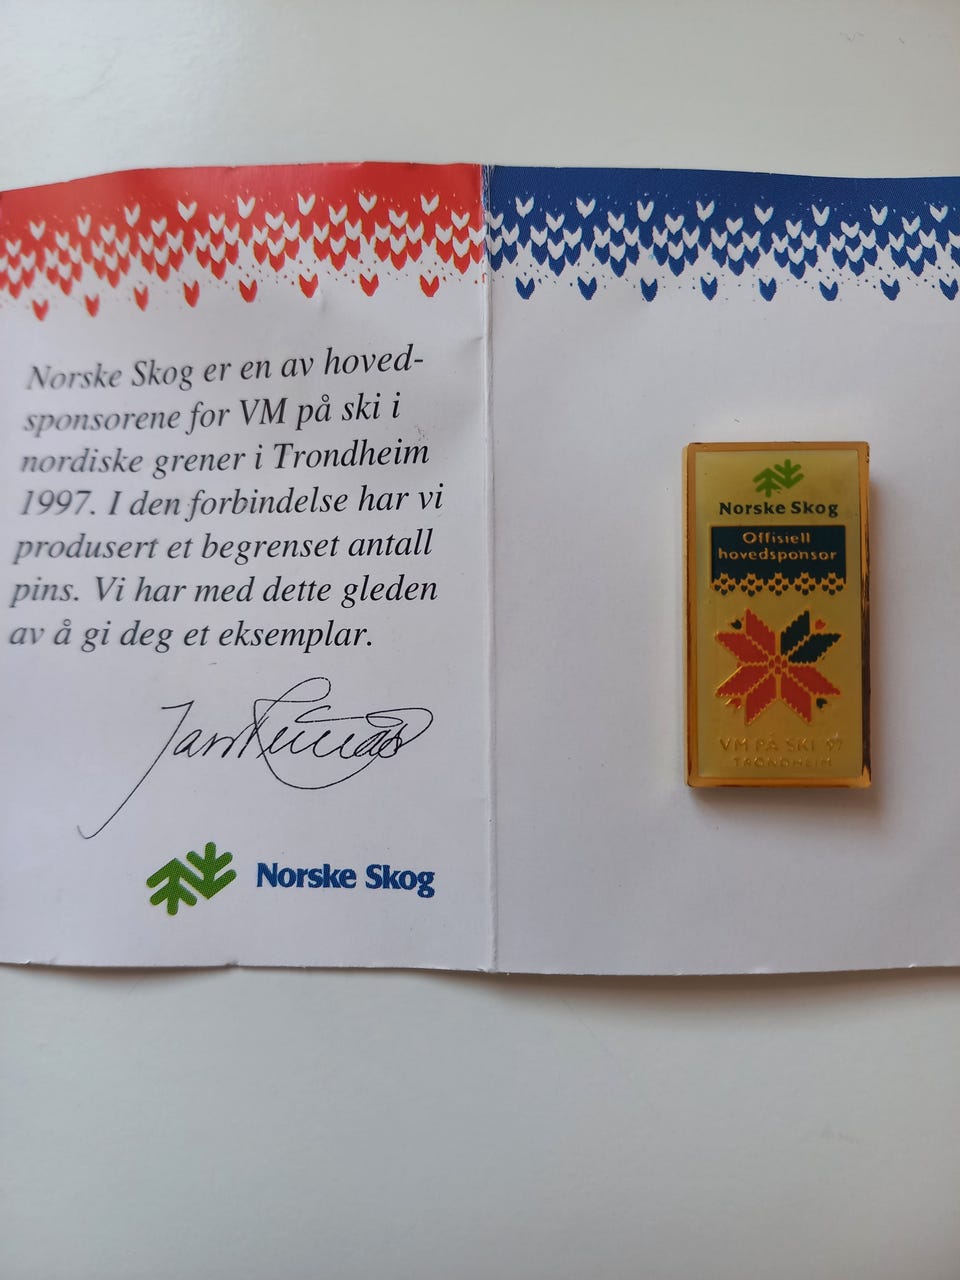 Norske Skog er en av hoved-
sponsorene for VM på ski i
nordiske grener i Trondheim
1997. I den forbindelse har vi
produsert et begrenset antall
pins. Vi har med dette gleden
av å gi deg et eksemplar.
Norske Skog
Norske Skog
Offisiell
hovedsponsor
VM PÅ SKI '97
TRONDHEIM